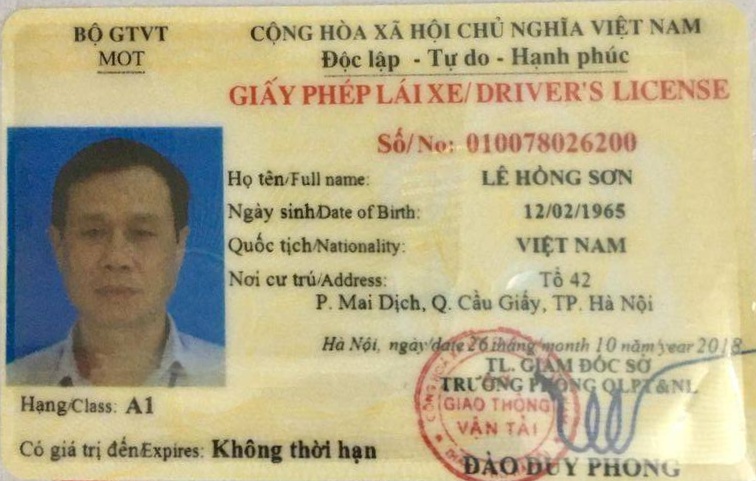 BỘ GTVT
MOT
CỘNG HÒA XÃ HỘI CHỦ NGHĨA VIỆT NAM
Độc lập - Tự do - Hạnh phúc
GIẤY PHÉP LÁI XE/ DRIVER'S LICENSE
Số/No: 010078026200
Họ tên/Full name: LÊ HỒNG SƠN
Ngày sinh/Date of Birth: 12/02/1965
Quốc tịch/Nationality: VIỆT NAM
Nơi cư trú/Address: Tổ 42
P. Mai Dịch, Q. Cầu Giấy, TP. Hà Nội
Hà Nội, ngày/date 26 tháng/month 10 năm/year 2018
TL. GIÁM ĐỐC SỞ
TRƯỞNG PHÒNG QLPT&NL
GIAO THÔNG
VẬN TẢI
ĐÀO DUY PHONG
Hạng/Class: A1
Có giá trị đến/Expires: Không thời hạn